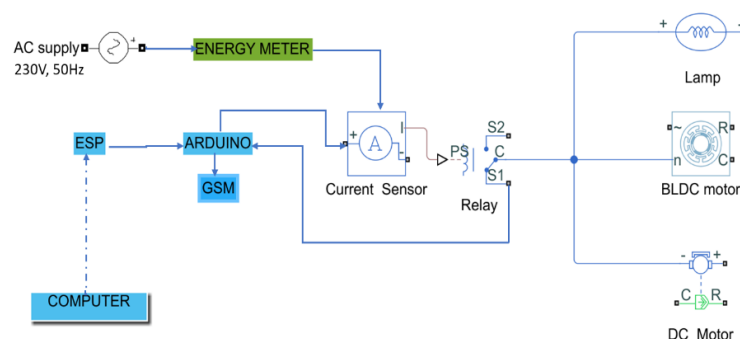 AC supply
230V, 50Hz
+
ENERGY METER
ESP
ARDUINO
GSM
COMPUTER
+
A
I
-
Current Sensor
PS
S2
C
S1
Relay
+
-
Lamp
~
R
n
C
BLDC motor
-
+
C
R
DC Motor